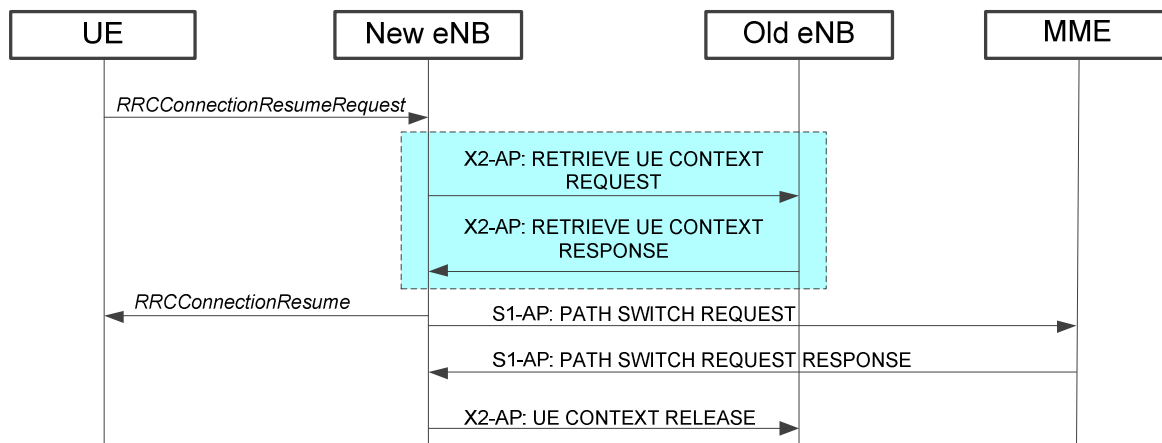 UE
New eNB
Old eNB
MME
RRCConnectionResumeRequest
X2-AP: RETRIEVE UE CONTEXT
REQUEST
X2-AP: RETRIEVE UE CONTEXT
RESPONSE
RRCConnectionResume
S1-AP: PATH SWITCH REQUEST
S1-AP: PATH SWITCH REQUEST RESPONSE
X2-AP: UE CONTEXT RELEASE